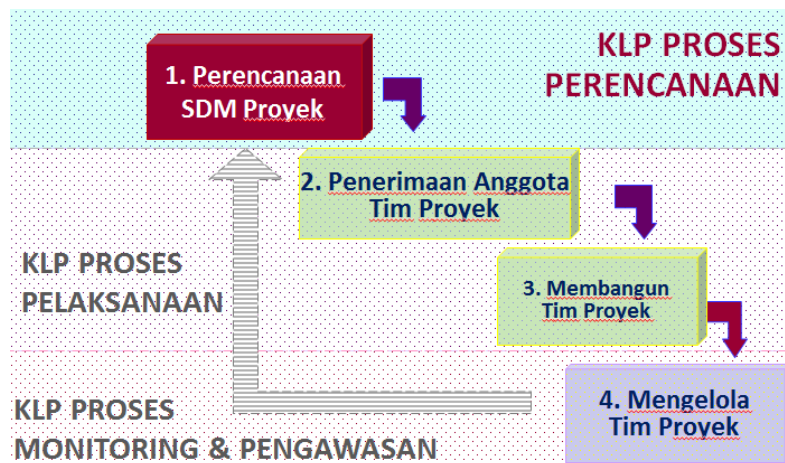 KLP PROSES
PERENCANAAN
1. Perencanaan
SDM Proyek
2. Penerimaan Anggota
Tim Proyek
KLP PROSES
PELAKSANAAN
3. Membangun
Tim Proyek
KLP PROSES
MONITORING & PENGAWASAN
4. Mengelola
Tim Proyek